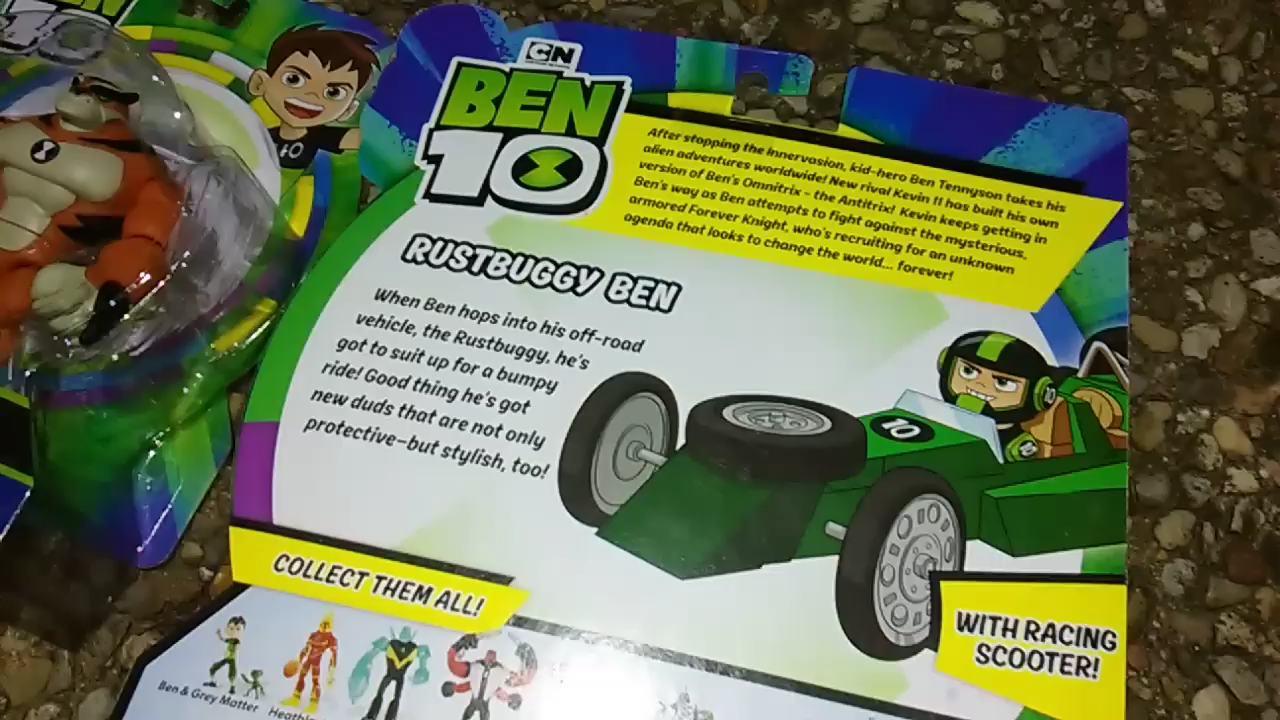 BEN
10
10
CN
BEN
10
After stopping the Innervasion, kid-hero Ben Tennyson takes his
alien adventures worldwide! New rival Kevin 11 has built his own
version of Ben's Omnitrix - the Antitrix! Kevin keeps getting in
Ben's way as Ben attempts to fight against the mysterious,
armored Forever Knight, who's recruiting for an unknown
agenda that looks to change the world... forever!
RUSTBUGGY BEN
When Ben hops into his off-road
vehicle, the Rustbuggy, he's
got to suit up for a bumpy
ride! Good thing he's got
new duds that are not only
protective—but stylish, too!
10
10
COLLECT THEM ALL!
WITH RACING
SCOOTER!
Ben & Grey Matter